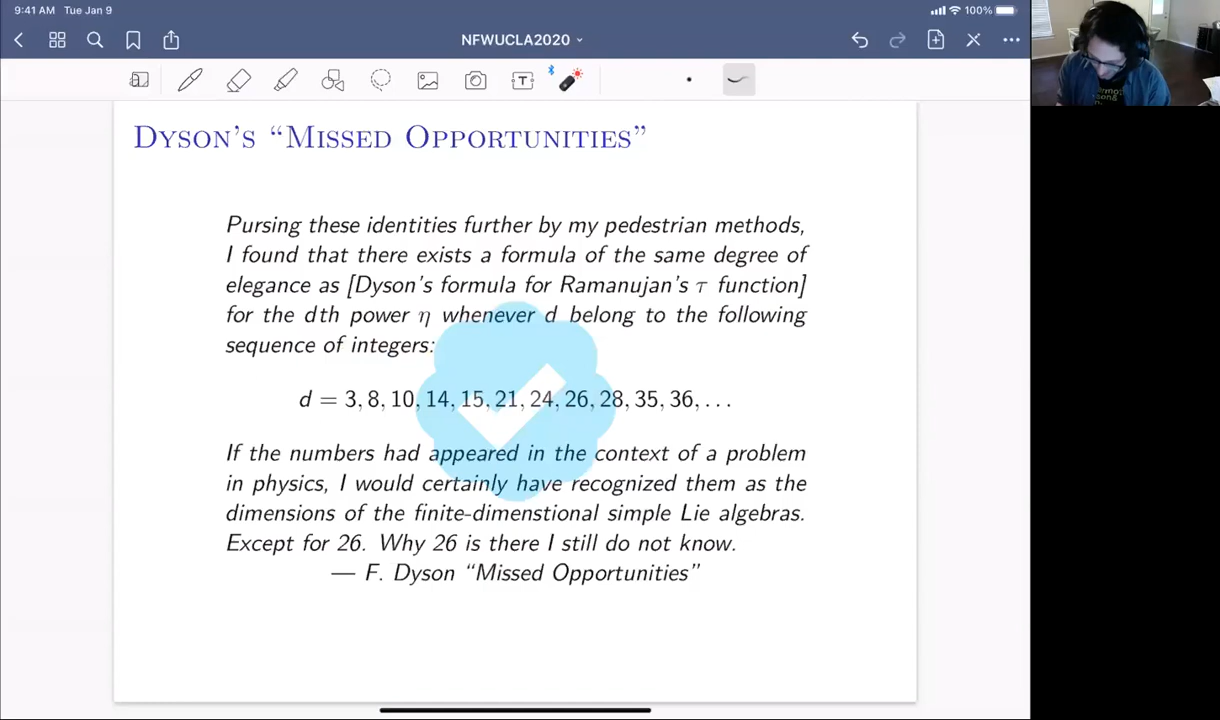 9:41 AM Tue Jan 9
100%
NFWUCLA2020
T
DYSON'S “MISSED OPPORTUNITIES”
Pursing these identities further by my pedestrian methods,
I found that there exists a formula of the same degree of
elegance as [Dyson's formula for Ramanujan's τ function]
for the dth power η whenever d belong to the following
sequence of integers:
d = 3, 8, 10, 14, 15, 21, 24, 26, 28, 35, 36, . . .
If the numbers had appeared in the context of a problem
in physics, I would certainly have recognized them as the
dimensions of the finite-dimenstional simple Lie algebras.
Except for 26. Why 26 is there I still do not know.
— F. Dyson “Missed Opportunities”